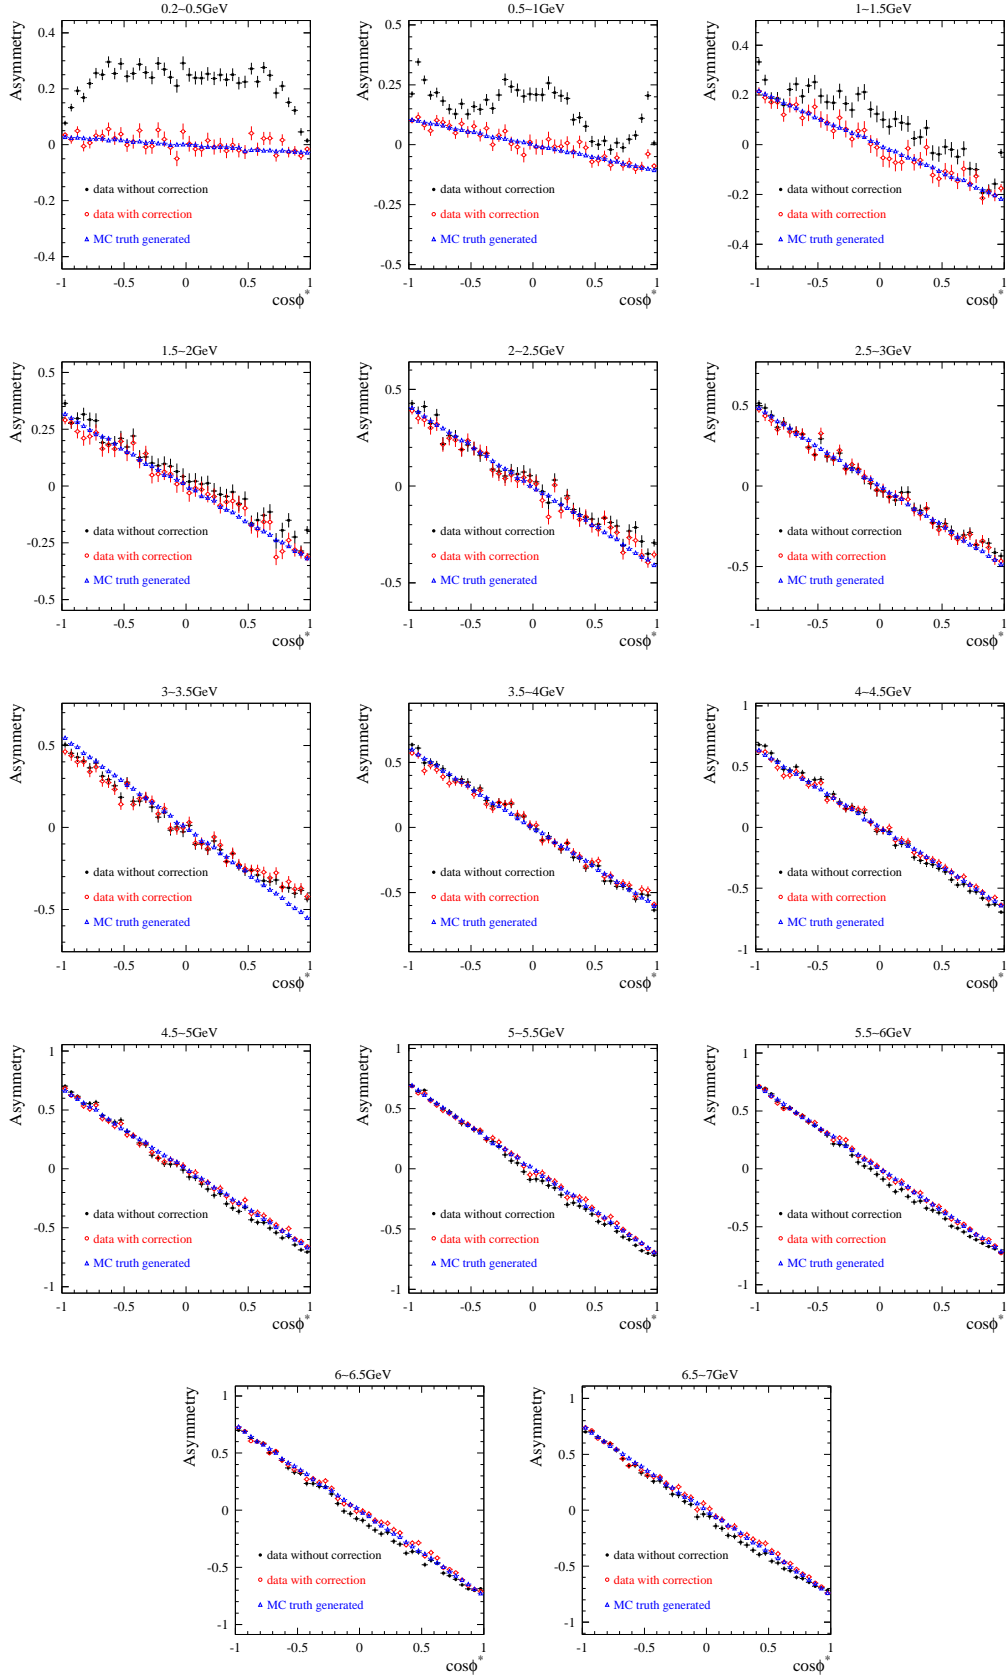 0.2~0.5GeV
Asymmetry
0.4
0.2
0
-0.2
-0.4
data without correction
data with correction
MC truth generated
-1 -0.5 0 0.5 1
cosϕ*
0.5~1GeV
Asymmetry
0.5
0.25
0
-0.25
-0.5
data without correction
data with correction
MC truth generated
-1 -0.5 0 0.5 1
cosϕ*
1~1.5GeV
Asymmetry
0.4
0.2
0
-0.2
-0.4
data without correction
data with correction
MC truth generated
-1 -0.5 0 0.5 1
cosϕ*
1.5~2GeV
Asymmetry
0.5
0.25
0
-0.25
-0.5
data without correction
data with correction
MC truth generated
-1 -0.5 0 0.5 1
cosϕ*
2~2.5GeV
Asymmetry
0.5
0
-0.5
data without correction
data with correction
MC truth generated
-1 -0.5 0 0.5 1
cosϕ*
2.5~3GeV
Asymmetry
0.5
0
-0.5
data without correction
data with correction
MC truth generated
-1 -0.5 0 0.5 1
cosϕ*
3~3.5GeV
Asymmetry
0.5
0
-0.5
data without correction
data with correction
MC truth generated
-1 -0.5 0 0.5 1
cosϕ*
3.5~4GeV
Asymmetry
0.5
0
-0.5
data without correction
data with correction
MC truth generated
-1 -0.5 0 0.5 1
cosϕ*
4~4.5GeV
Asymmetry
1
0.5
0
-0.5
-1
data without correction
data with correction
MC truth generated
-1 -0.5 0 0.5 1
cosϕ*
4.5~5GeV
Asymmetry
1
0.5
0
-0.5
-1
data without correction
data with correction
MC truth generated
-1 -0.5 0 0.5 1
cosϕ*
5~5.5GeV
Asymmetry
1
0.5
0
-0.5
-1
data without correction
data with correction
MC truth generated
-1 -0.5 0 0.5 1
cosϕ*
5.5~6GeV
Asymmetry
1
0.5
0
-0.5
-1
data without correction
data with correction
MC truth generated
-1 -0.5 0 0.5 1
cosϕ*
6~6.5GeV
Asymmetry
1
0.5
0
-0.5
-1
data without correction
data with correction
MC truth generated
-1 -0.5 0 0.5 1
cosϕ*
6.5~7GeV
Asymmetry
1
0.5
0
-0.5
-1
data without correction
data with correction
MC truth generated
-1 -0.5 0 0.5 1
cosϕ*